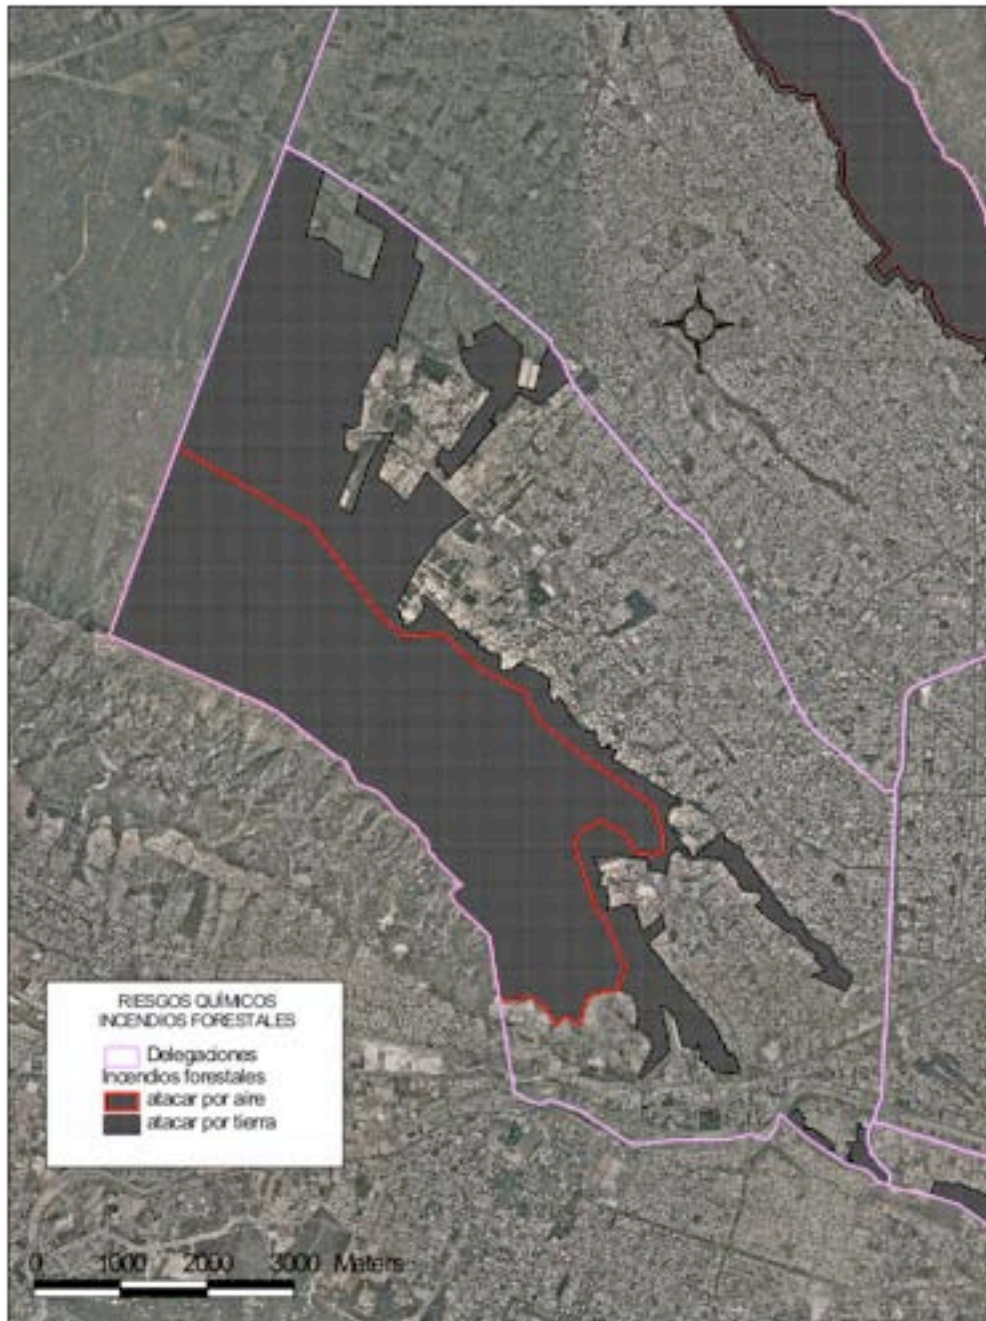 RIESGOS QUÍMICOS
INCENDIOS FORESTALES
Delegaciones
Incendios forestales
atacar por aire
atacar por tierra
0 1000 2000 3000 Meters